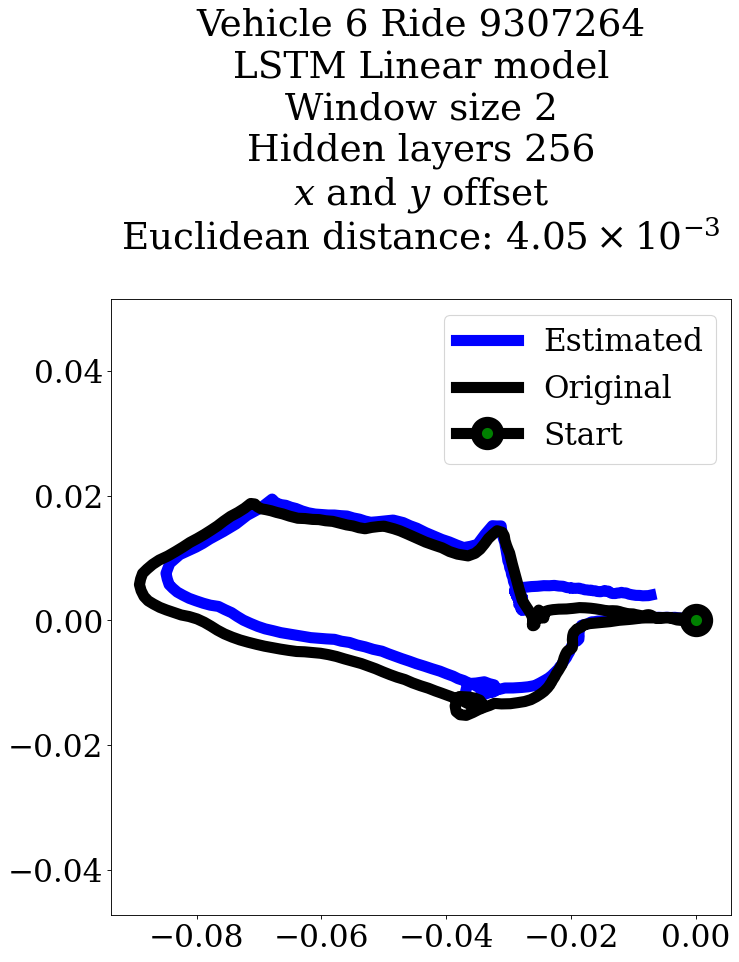 Vehicle 6 Ride 9307264
LSTM Linear model
Window size 2
Hidden layers 256
x and y offset
Euclidean distance: 4.05 × 10⁻³
Estimated
Original
Start
0.04
0.02
0.00
−0.02
−0.04
−0.08 −0.06 −0.04 −0.02 0.00